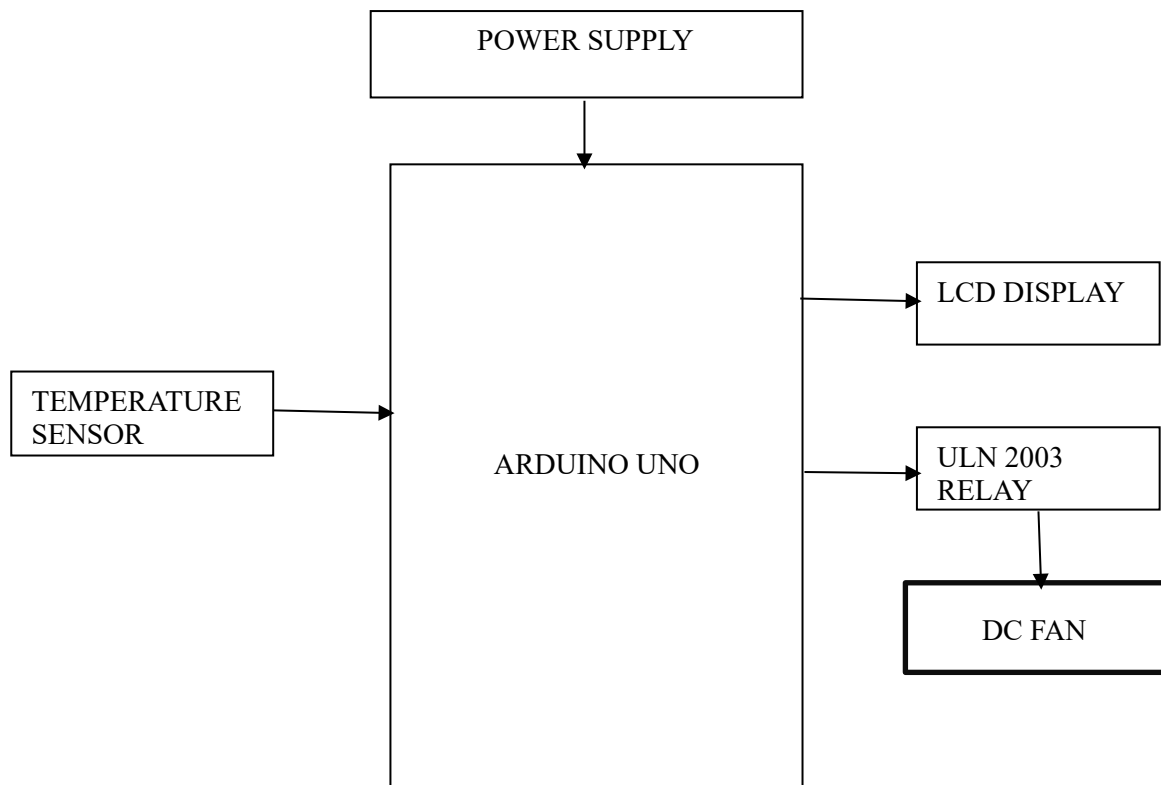 POWER SUPPLY
LCD DISPLAY
TEMPERATURE
SENSOR
ARDUINO UNO
ULN 2003
RELAY
DC FAN